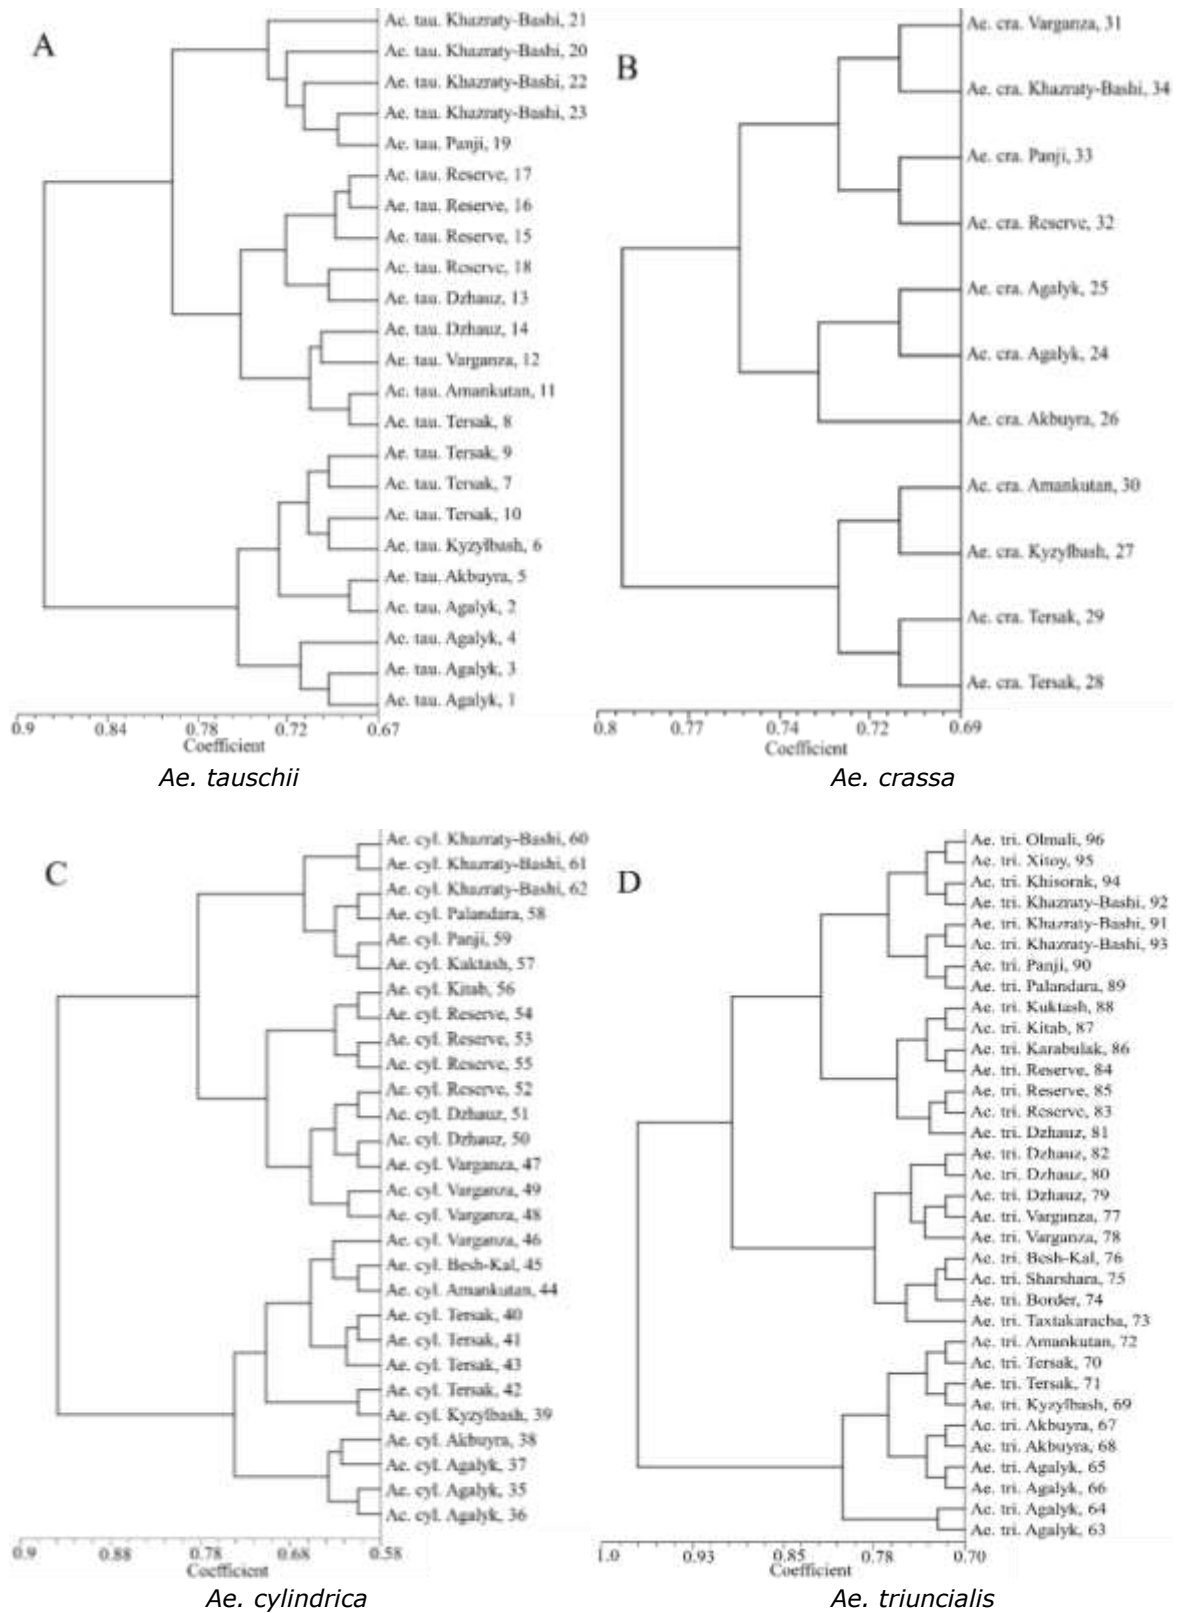 A
Ae. tau. Khazraty-Bashi, 21
Ae. tau. Khazraty-Bashi, 20
Ae. tau. Khazraty-Bashi, 22
Ae. tau. Khazraty-Bashi, 23
Ae. tau. Panji, 19
Ae. tau. Reserve, 17
Ae. tau. Reserve, 16
Ae. tau. Reserve, 15
Ae. tau. Reserve, 18
Ae. tau. Dzhauz, 13
Ae. tau. Dzhauz, 14
Ae. tau. Varganza, 12
Ae. tau. Amankutan, 11
Ae. tau. Tersak, 8
Ae. tau. Tersak, 9
Ae. tau. Tersak, 7
Ae. tau. Tersak, 10
Ae. tau. Kyzylbash, 6
Ae. tau. Akbuyra, 5
Ae. tau. Agalyk, 2
Ae. tau. Agalyk, 4
Ae. tau. Agalyk, 3
Ae. tau. Agalyk, 1
0.9 0.84 0.78 0.72 0.67
Coefficient
Ae. tauschii
B
Ae. cra. Varganza, 31
Ae. cra. Khazraty-Bashi, 34
Ae. cra. Panji, 33
Ae. cra. Reserve, 32
Ae. cra. Agalyk, 25
Ae. cra. Agalyk, 24
Ae. cra. Akbuyra, 26
Ae. cra. Amankutan, 30
Ae. cra. Kyzylbash, 27
Ae. cra. Tersak, 29
Ae. cra. Tersak, 28
0.8 0.77 0.74 0.72 0.69
Coefficient
Ae. crassa
C
Ae. cyl. Khazraty-Bashi, 60
Ae. cyl. Khazraty-Bashi, 61
Ae. cyl. Khazraty-Bashi, 62
Ae. cyl. Palandara, 58
Ae. cyl. Panji, 59
Ae. cyl. Kaktash, 57
Ae. cyl. Kitab, 56
Ae. cyl. Reserve, 54
Ae. cyl. Reserve, 53
Ae. cyl. Reserve, 55
Ae. cyl. Reserve, 52
Ae. cyl. Dzhauz, 51
Ae. cyl. Dzhauz, 50
Ae. cyl. Varganza, 47
Ae. cyl. Varganza, 49
Ae. cyl. Varganza, 48
Ae. cyl. Varganza, 46
Ae. cyl. Besh-Kal, 45
Ae. cyl. Amankutan, 44
Ae. cyl. Tersak, 40
Ae. cyl. Tersak, 41
Ae. cyl. Tersak, 43
Ae. cyl. Tersak, 42
Ae. cyl. Kyzylbash, 39
Ae. cyl. Akbuyra, 38
Ae. cyl. Agalyk, 37
Ae. cyl. Agalyk, 35
Ae. cyl. Agalyk, 36
0.9 0.88 0.78 0.68 0.58
Coefficient
Ae. cylindrica
D
Ae. tri. Olmali, 96
Ae. tri. Xitoy, 95
Ae. tri. Khisorak, 94
Ae. tri. Khazraty-Bashi, 92
Ae. tri. Khazraty-Bashi, 91
Ae. tri. Khazraty-Bashi, 93
Ae. tri. Panji, 90
Ae. tri. Palandara, 89
Ae. tri. Kuktash, 88
Ae. tri. Kitab, 87
Ae. tri. Karabulak, 86
Ae. tri. Reserve, 84
Ae. tri. Reserve, 85
Ae. tri. Reserve, 83
Ae. tri. Dzhauz, 81
Ae. tri. Dzhauz, 82
Ae. tri. Dzhauz, 80
Ae. tri. Dzhauz, 79
Ae. tri. Varganza, 77
Ae. tri. Varganza, 78
Ae. tri. Besh-Kal, 76
Ae. tri. Sharshara, 75
Ae. tri. Border, 74
Ae. tri. Taxtakaracha, 73
Ae. tri. Amankutan, 72
Ae. tri. Tersak, 70
Ae. tri. Tersak, 71
Ae. tri. Kyzylbash, 69
Ae. tri. Akbuyra, 67
Ae. tri. Akbuyra, 68
Ae. tri. Agalyk, 65
Ae. tri. Agalyk, 66
Ae. tri. Agalyk, 64
Ae. tri. Agalyk, 63
1.0 0.93 0.85 0.78 0.70
Coefficient
Ae. triuncialis